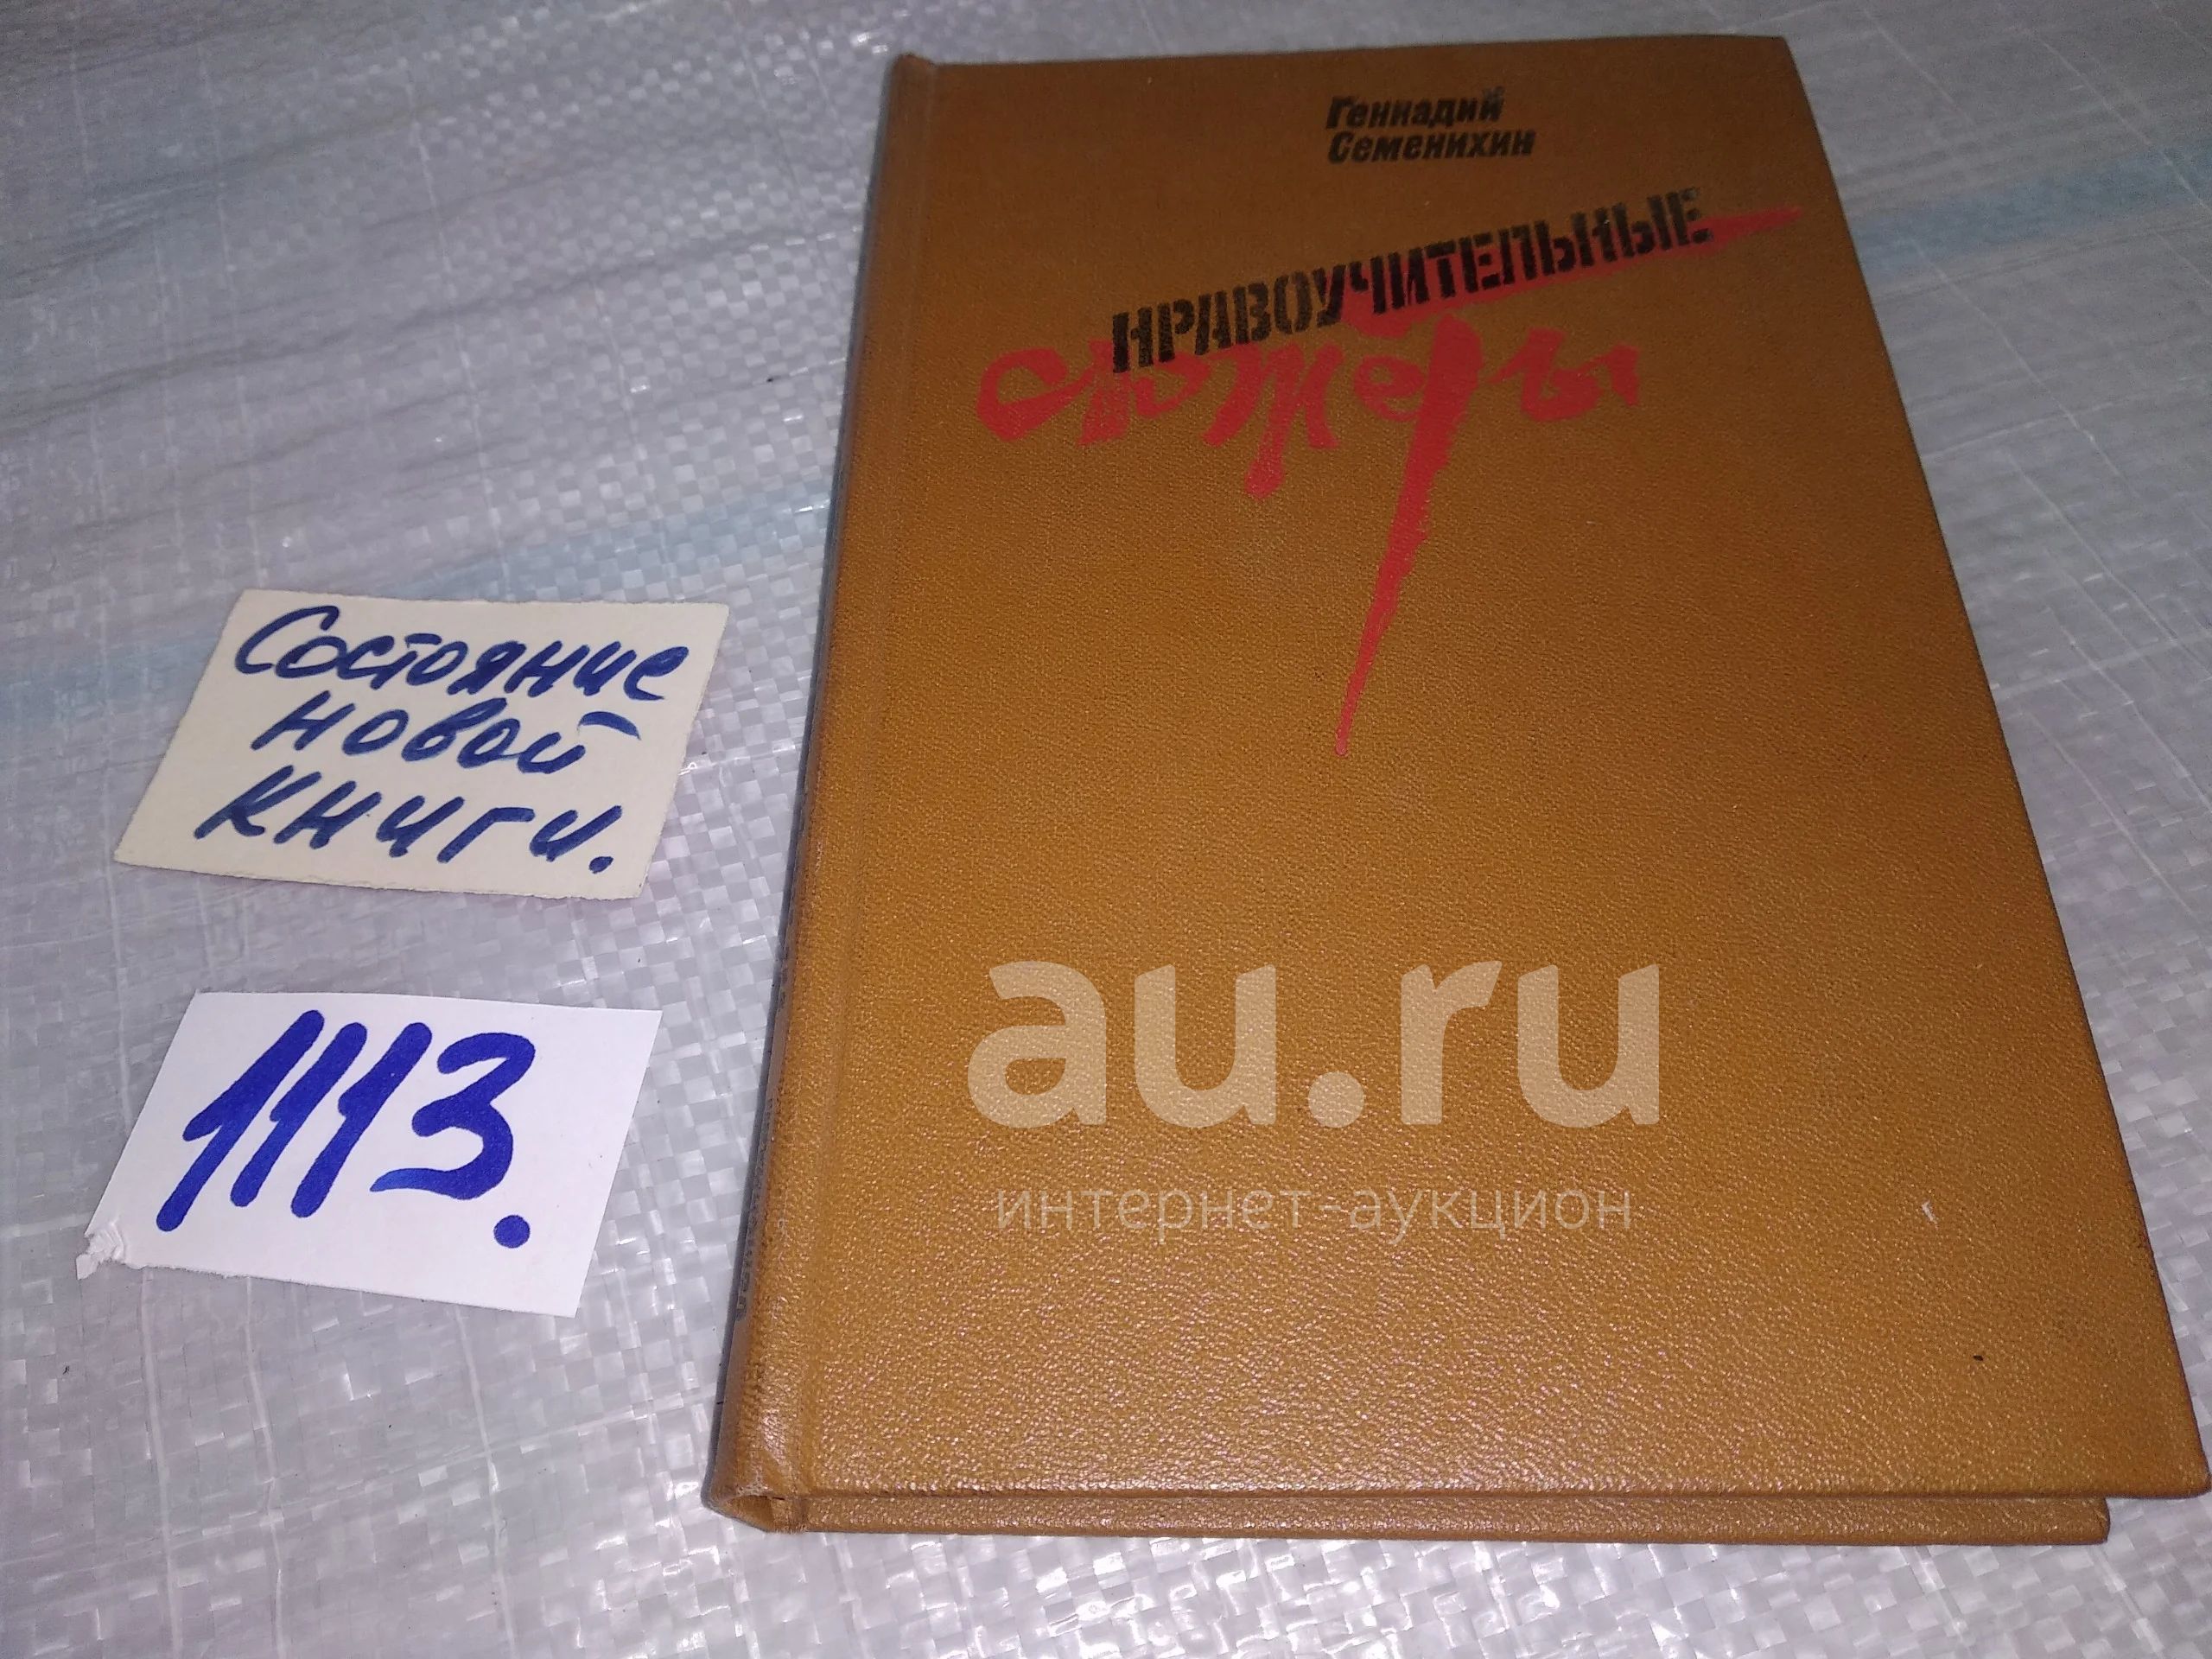 Геннадий
Семенихин
НРАВОУЧИТЕЛЬНЫЕ
сюжеты
Состояние
новой
книги.
1113.
au.ru
интернет-аукцион